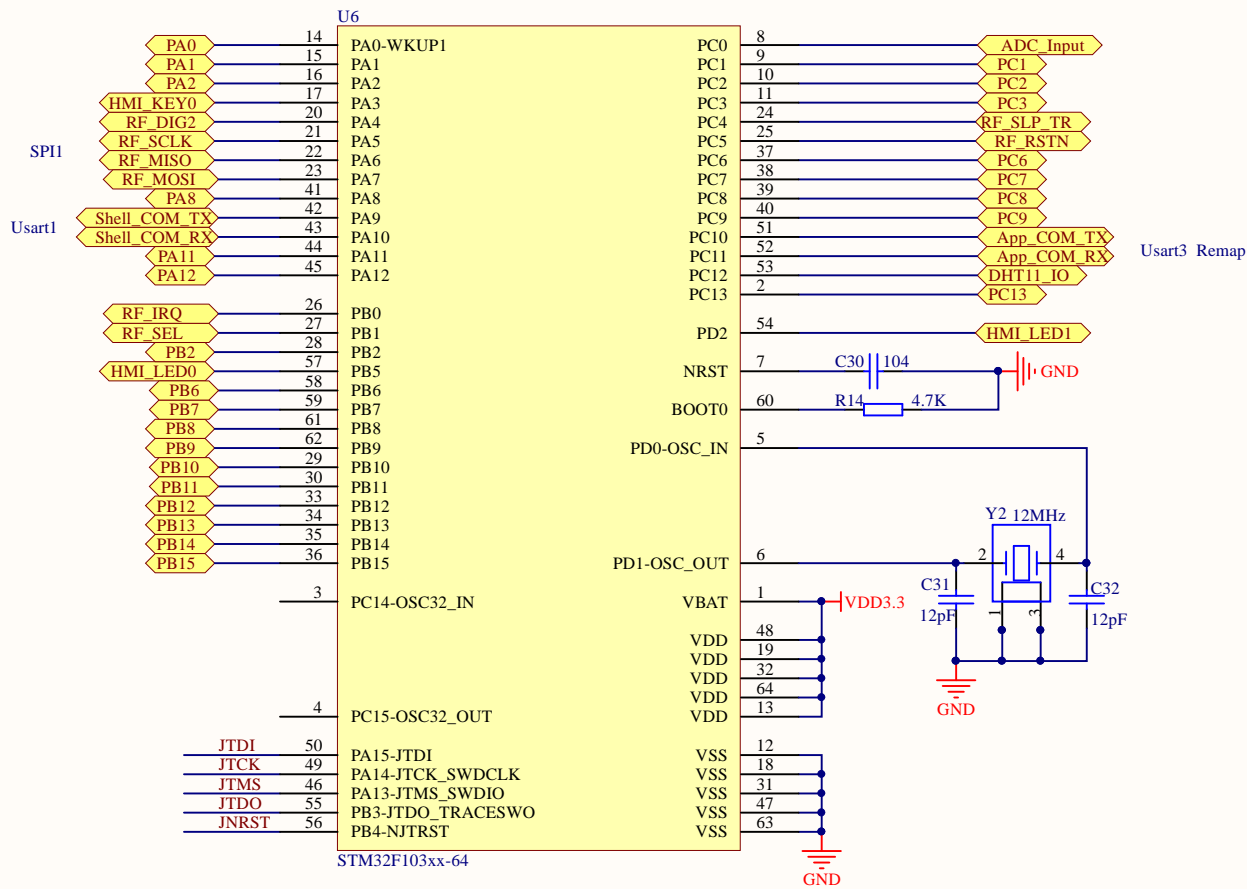 U6
PA0 14 PA0-WKUP1 PC0 8 ADC_Input
PA1 15 PA1 PC1 9 PC1
PA2 16 PA2 PC2 10 PC2
HMI_KEY0 17 PA3 PC3 11 PC3
RF_DIG2 20 PA4 PC4 24 RF_SLP_TR
RF_SCLK 21 PA5 PC5 25 RF_RSTN
SPI1
RF_MISO 22 PA6 PC6 37 PC6
RF_MOSI 23 PA7 PC7 38 PC7
PA8 41 PA8 PC8 39 PC8
Shell_COM_TX 42 PA9 PC9 40 PC9
Usart1
Shell_COM_RX 43 PA10 PC10 51 App_COM_TX
Usart3 Remap
PA11 44 PA11 PC11 52 App_COM_RX
PA12 45 PA12 PC12 53 DHT11_IO
PC13 2 PC13
RF_IRQ 26 PB0
RF_SEL 27 PB1 PD2 54 HMI_LED1
PB2 28 PB2
HMI_LED0 57 PB5 NRST 7 C30 104 GND
PB6 58 PB6
PB7 59 PB7 BOOT0 60 R14 4.7K
PB8 61 PB8
PB9 62 PB9 PD0-OSC_IN 5
PB10 29 PB10
PB11 30 PB11
PB12 33 PB12
PB13 34 PB13 Y2 12MHz
PB14 35 PB14
PB15 36 PB15 PD1-OSC_OUT 6 2 4
C31 C32
3 PC14-OSC32_IN VBAT 1 VDD3.3
12pF 1 3 12pF
VDD 48
VDD 19
VDD 32
VDD 64
GND
4 PC15-OSC32_OUT VDD 13
JTDI 50 PA15-JTDI VSS 12
JTCK 49 PA14-JTCK_SWDCLK VSS 18
JTMS 46 PA13-JTMS_SWDIO VSS 31
JTDO 55 PB3-JTDO_TRACESWO VSS 47
JNRST 56 PB4-NJTRST VSS 63
STM32F103xx-64
GND